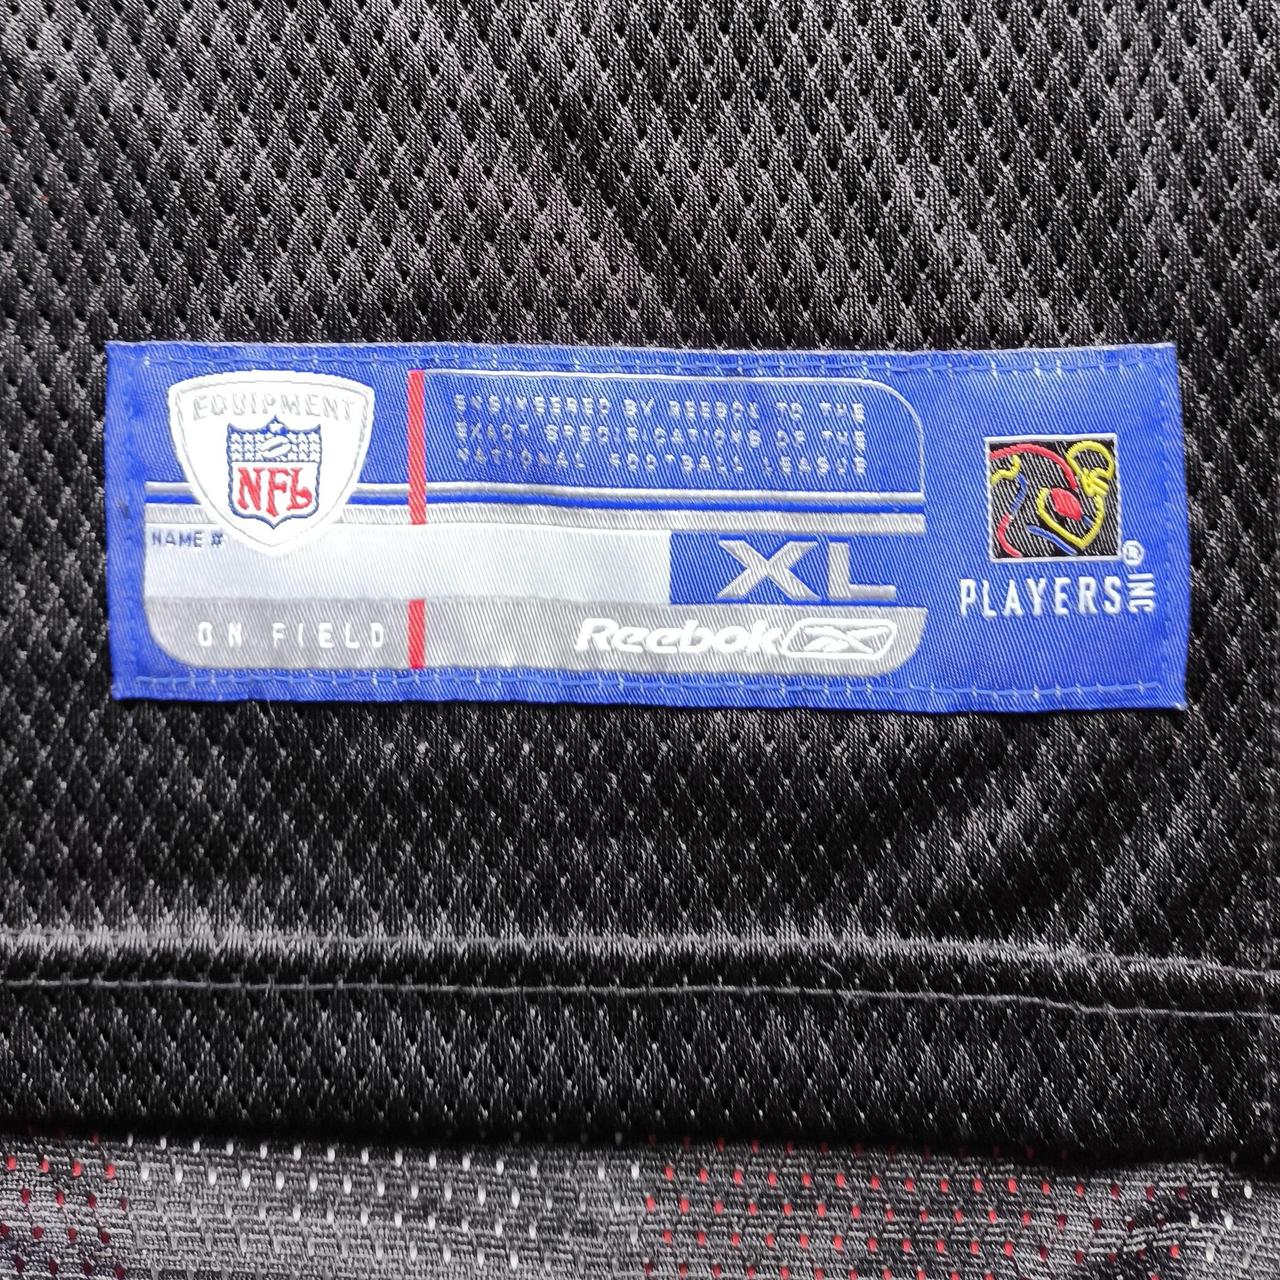 EQUIPMENT
NFL
ENGINEERED BY REEBOK TO THE
EXACT SPECIFICATIONS OF THE
NATIONAL FOOTBALL LEAGUE
NAME #
XL
ON FIELD
Reebok
PLAYERS INC ®